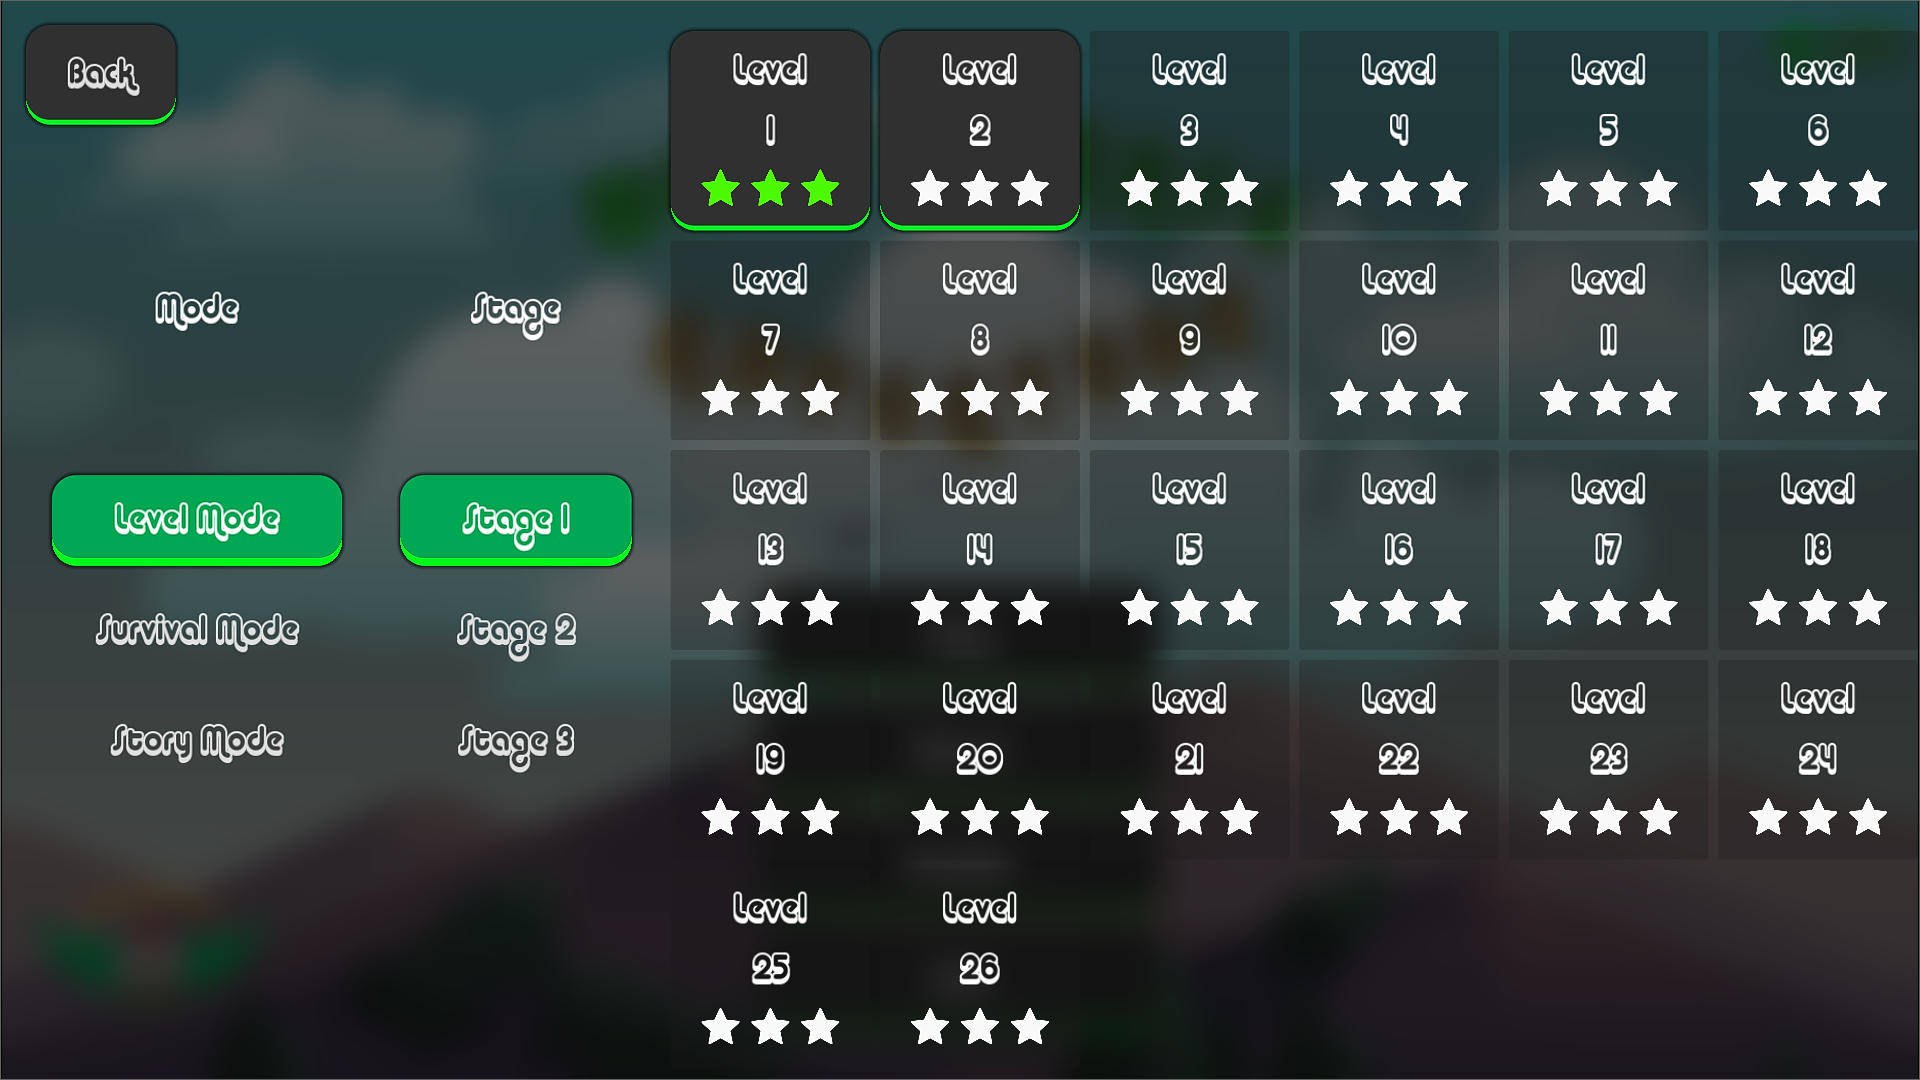 Back
Mode
Stage
Level Mode
Stage 1
Survival Mode
Stage 2
Story Mode
Stage 3
Level
1
Level
2
Level
3
Level
4
Level
5
Level
6
Level
7
Level
8
Level
9
Level
10
Level
11
Level
12
Level
13
Level
14
Level
15
Level
16
Level
17
Level
18
Level
19
Level
20
Level
21
Level
22
Level
23
Level
24
Level
25
Level
26